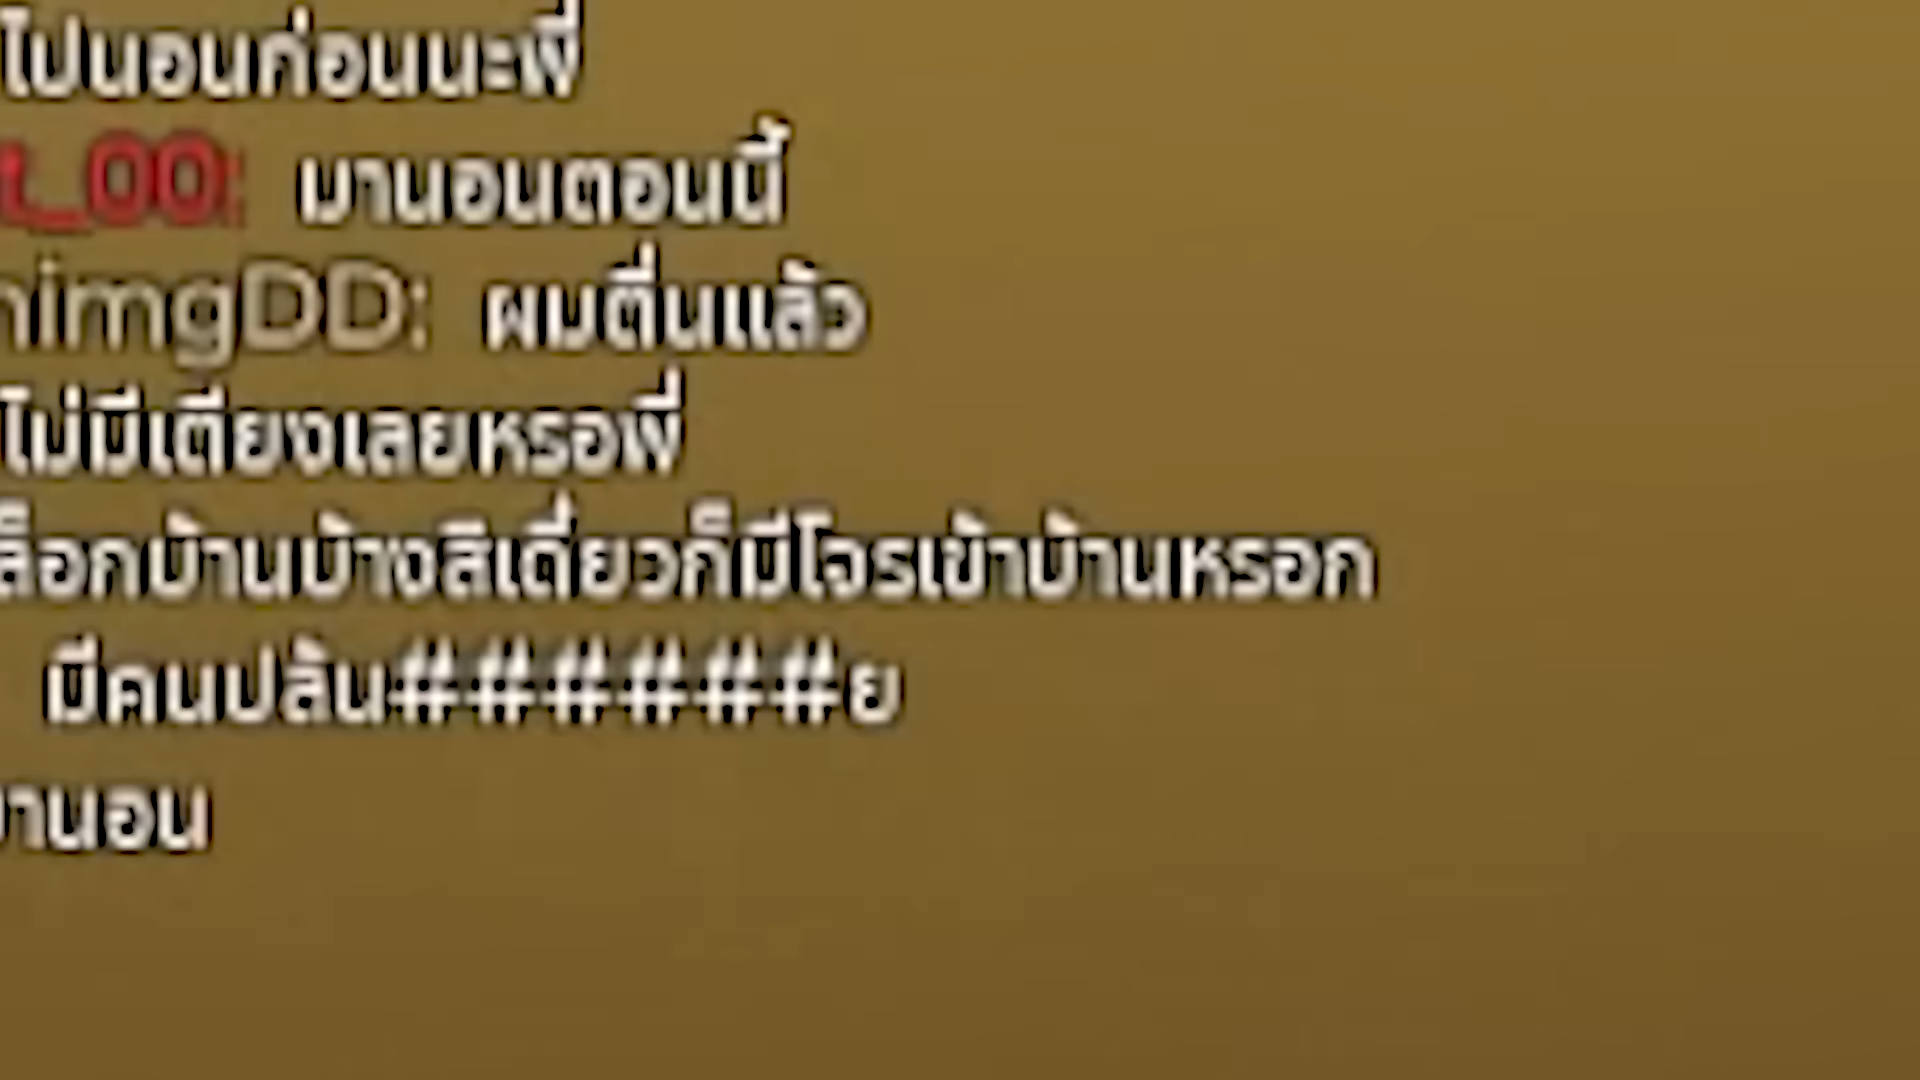 ไปนอนก่อนนะพี่
t_00: มานอนตอนนี้
nimgDD: ผมตื่นแล้ว
ไม่มีเตียงเลยหรอพี่
ล็อกบ้านบ้างสิเดี่ยวก็มีโจรเข้าบ้านหรอก
มีคนปล้น######ย
มานอน